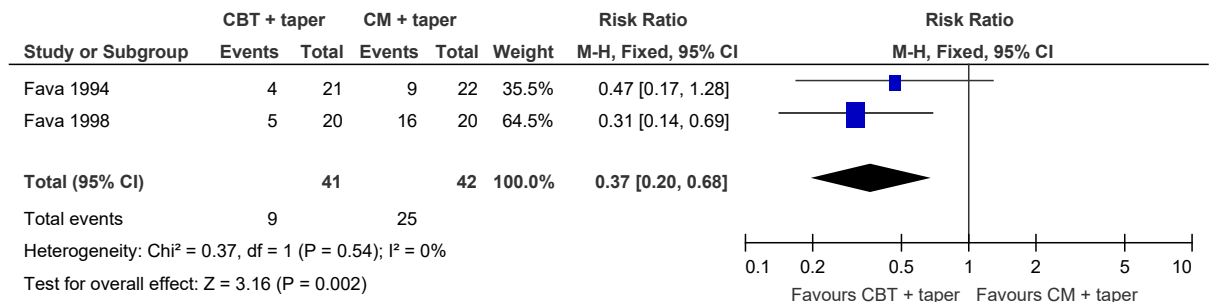 CBT + taper CM + taper Risk Ratio Risk Ratio
Study or Subgroup Events Total Events Total Weight M-H, Fixed, 95% CI M-H, Fixed, 95% CI
Fava 1994 4 21 9 22 35.5% 0.47 [0.17, 1.28]
Fava 1998 5 20 16 20 64.5% 0.31 [0.14, 0.69]
Total (95% CI) 41 42 100.0% 0.37 [0.20, 0.68]
Total events 9 25
Heterogeneity: Chi² = 0.37, df = 1 (P = 0.54); I² = 0%
Test for overall effect: Z = 3.16 (P = 0.002)
0.1 0.2 0.5 1 2 5 10
Favours CBT + taper Favours CM + taper